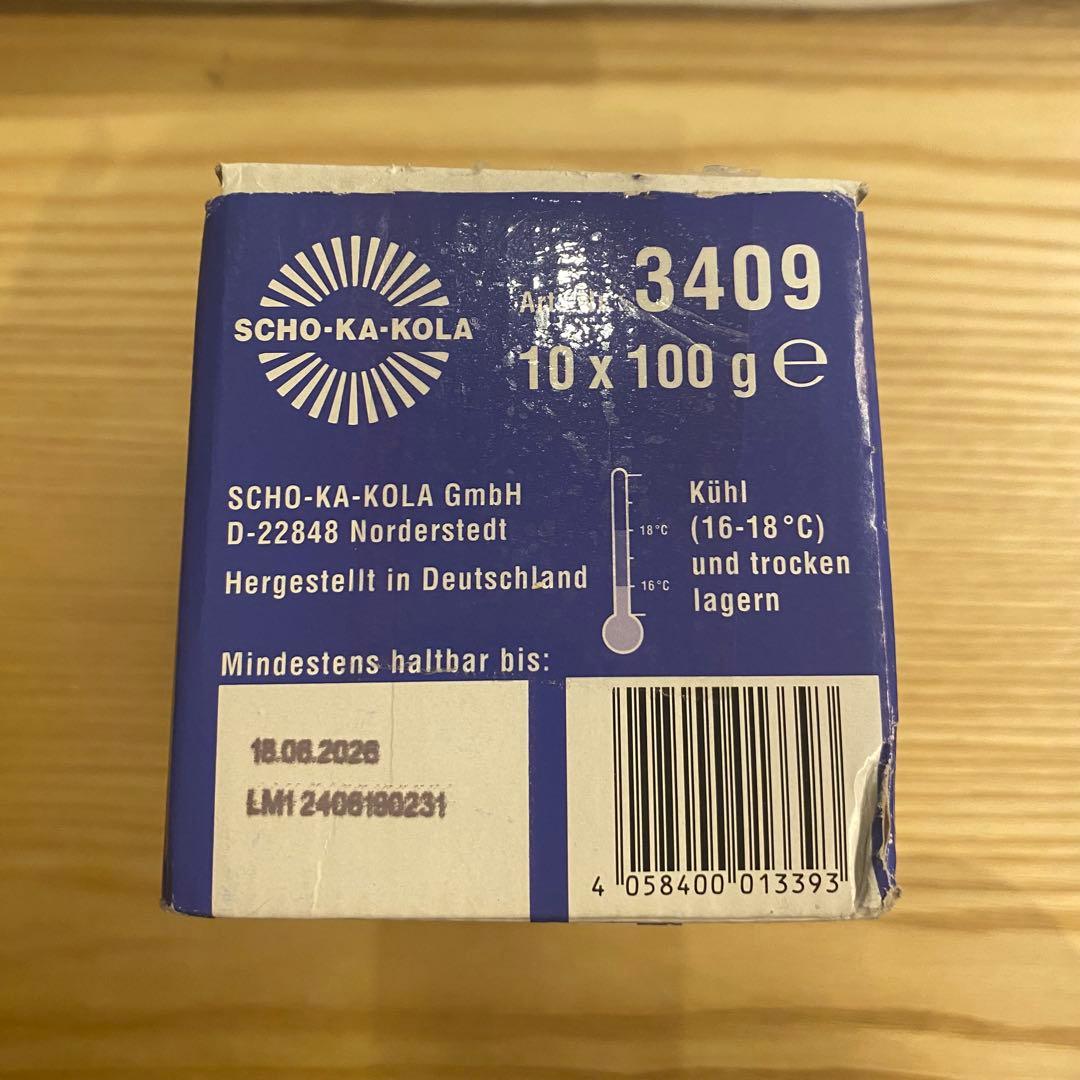 SCHO-KA-KOLA®
3409
10 x 100 g ℮
SCHO-KA-KOLA GmbH
D-22848 Norderstedt
Hergestellt in Deutschland
18°C
16°C
Kühl
(16-18°C)
und trocken
lagern
Mindestens haltbar bis:
18.06.2026
LM1 2406180231
4 058400 013393